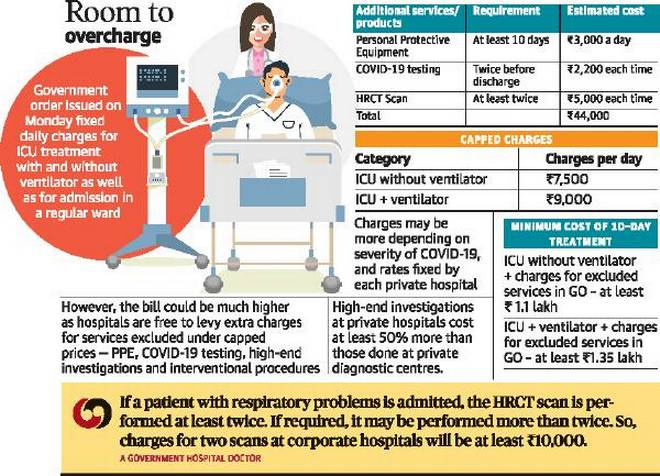 Room to
overcharge
Government
order issued on
Monday fixed
daily charges for
ICU treatment
with and without
ventilator as well
as for admission in
a regular ward
Additional services/
products
Requirement
Estimated cost
Personal Protective
Equipment
At least 10 days
₹3,000 a day
COVID-19 testing
Twice before
discharge
₹2,200 each time
HRCT Scan
At least twice
₹5,000 each time
Total
₹44,000
CAPPED CHARGES
Category
Charges per day
ICU without ventilator
₹7,500
ICU + ventilator
₹9,000
Charges may be
more depending on
severity of COVID-19,
and rates fixed by
each private hospital
MINIMUM COST OF 10-DAY
TREATMENT
ICU without ventilator
+ charges for excluded
services in GO – at least
₹ 1.1 lakh
ICU + ventilator + charges
for excluded services in
GO – at least ₹1.35 lakh
However, the bill could be much higher
as hospitals are free to levy extra charges
for services excluded under capped
prices — PPE, COVID-19 testing, high-end
investigations and interventional procedures
High-end investigations
at private hospitals cost
at least 50% more than
those done at private
diagnostic centres.
If a patient with respiratory problems is admitted, the HRCT scan is per-
formed at least twice. If required, it may be performed more than twice. So,
charges for two scans at corporate hospitals will be at least ₹10,000.
A GOVERNMENT HOSPITAL DOCTOR